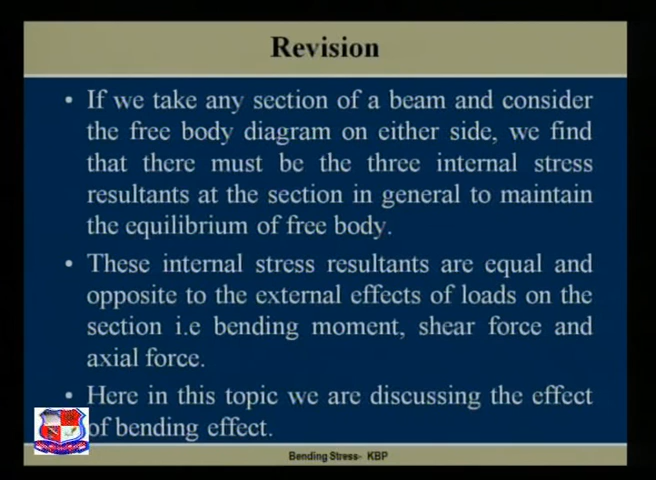 Revision
• If we take any section of a beam and consider
the free body diagram on either side, we find
that there must be the three internal stress
resultants at the section in general to maintain
the equilibrium of free body.
• These internal stress resultants are equal and
opposite to the external effects of loads on the
section i.e bending moment, shear force and
axial force.
• Here in this topic we are discussing the effect
of bending effect.
Bending Stress- KBP